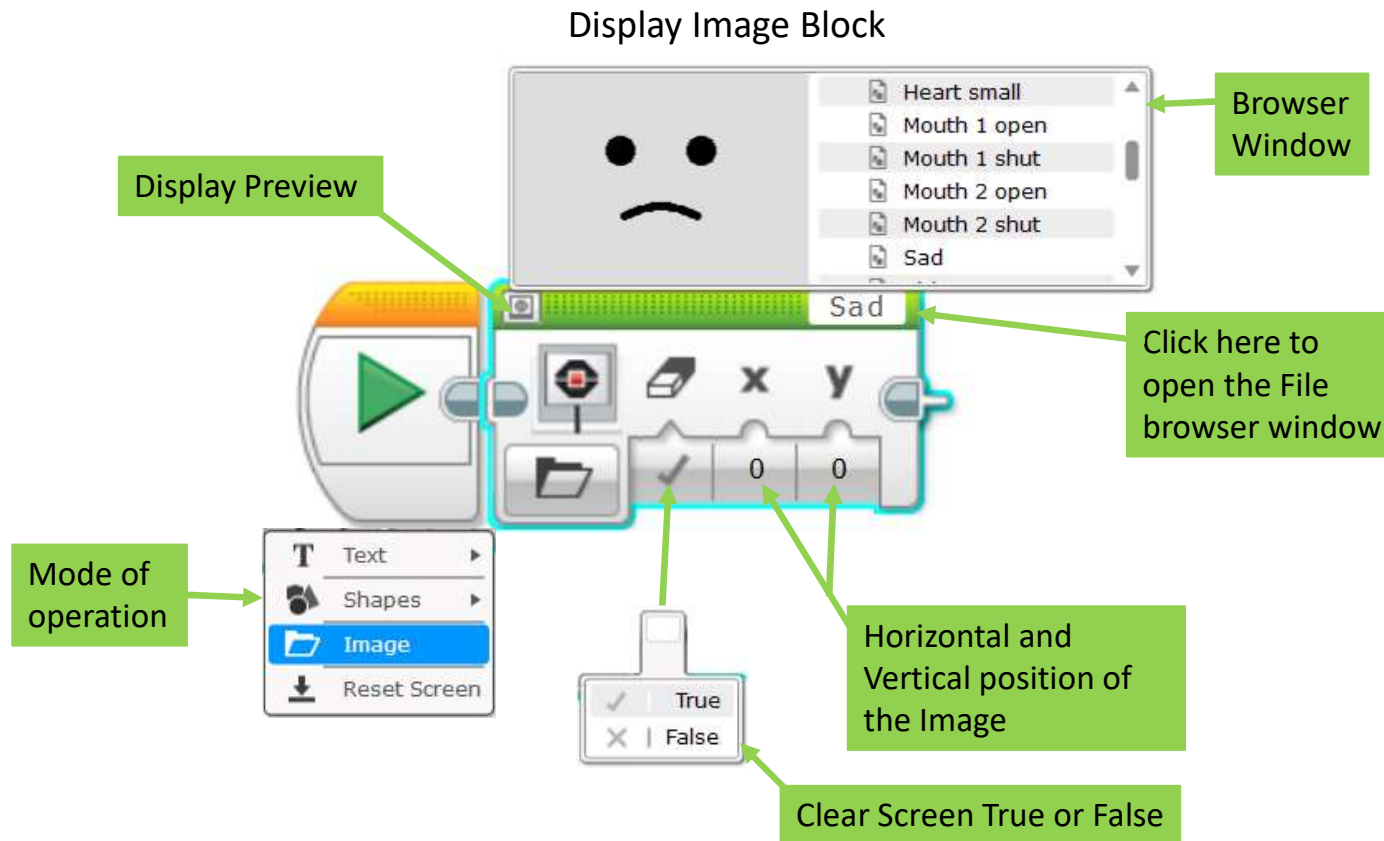 Display Image Block
Heart small
Mouth 1 open
Mouth 1 shut
Mouth 2 open
Mouth 2 shut
Sad
Browser
Window
Display Preview
Sad
Click here to
open the File
browser window
x y
0 0
Mode of
operation
T Text
Shapes
Image
Reset Screen
True
False
Horizontal and
Vertical position of
the Image
Clear Screen True or False